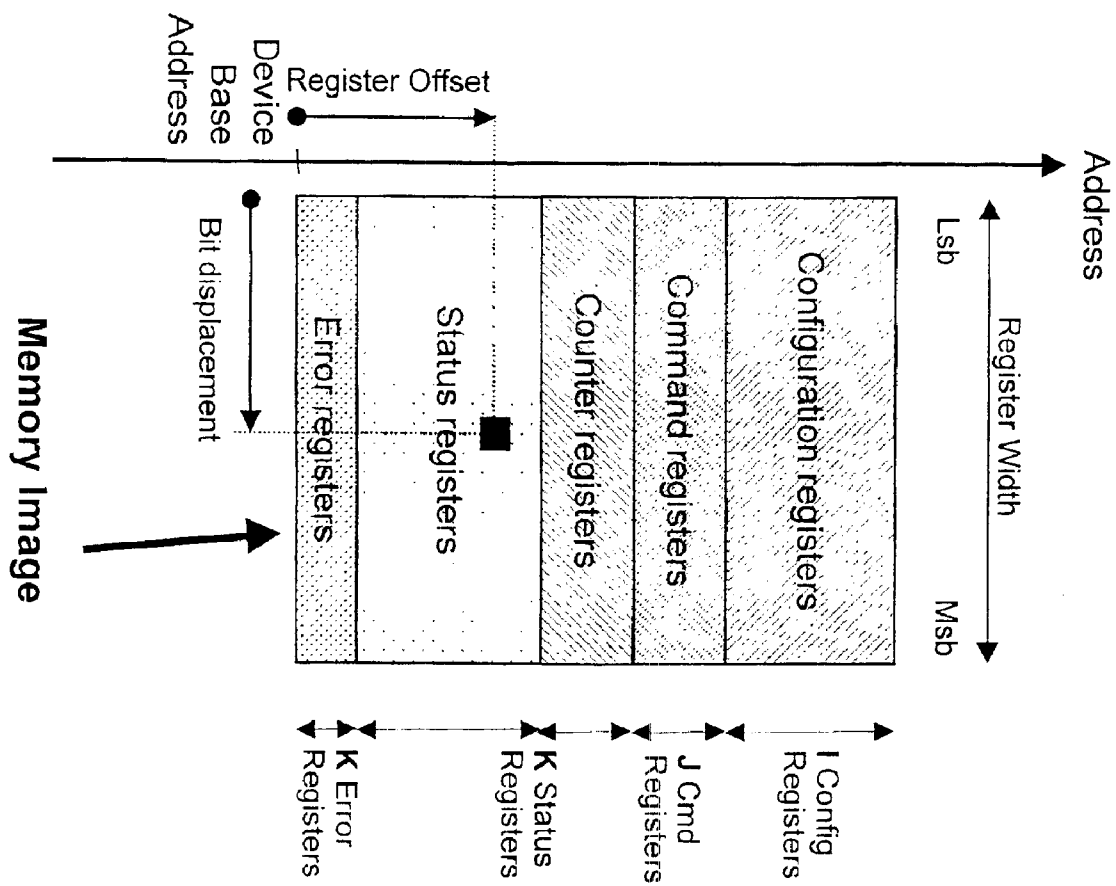 Address
Lsb
Register Width
Msb
Configuration registers
Command registers
Counter registers
Status registers
Error registers
I Config
Registers
J Cmd
Registers
K Status
Registers
K Error
Registers
Register Offset
Device
Base
Address
Bit displacement
Memory Image